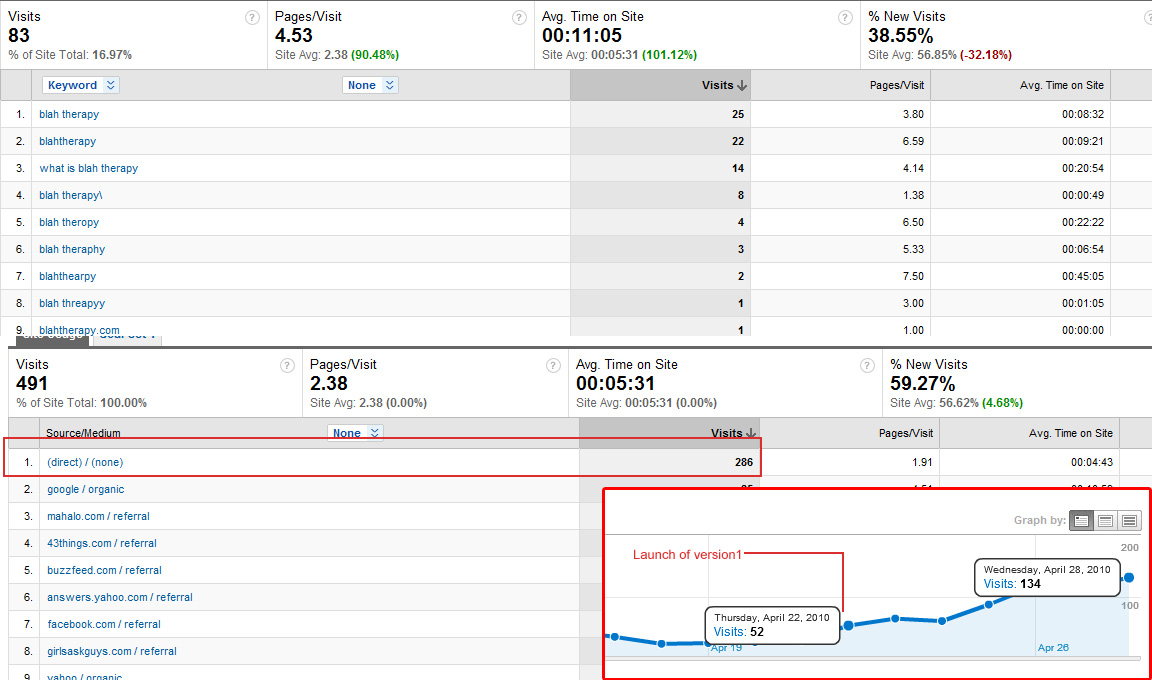 Visits ? Pages/Visit ? Avg. Time on Site ? % New Visits ?
83 4.53 00:11:05 38.55%
% of Site Total: 16.97% Site Avg: 2.38 (90.48%) Site Avg: 00:05:31 (101.12%) Site Avg: 56.85% (-32.18%)
Keyword None Visits Pages/Visit Avg. Time on Site
1. blah therapy 25 3.80 00:08:32
2. blahtherapy 22 6.59 00:09:21
3. what is blah therapy 14 4.14 00:20:54
4. blah therapy\ 8 1.38 00:00:49
5. blah theropy 4 6.50 00:22:22
6. blah theraphy 3 5.33 00:06:54
7. blahthearpy 2 7.50 00:45:05
8. blah threapyy 1 3.00 00:01:05
9. blahtherapy.com 1 1.00 00:00:00
Visits ? Pages/Visit ? Avg. Time on Site ? % New Visits
491 2.38 00:05:31 59.27%
% of Site Total: 100.00% Site Avg: 2.38 (0.00%) Site Avg: 00:05:31 (0.00%) Site Avg: 56.62% (4.68%)
Source/Medium None Visits Pages/Visit Avg. Time on Site
1. (direct) / (none) 286 1.91 00:04:43
2. google / organic
3. mahalo.com / referral
4. 43things.com / referral
5. buzzfeed.com / referral
6. answers.yahoo.com / referral
7. facebook.com / referral
8. girlsaskguys.com / referral
9. yahoo / organic
Graph by:
200
Launch of version1
Wednesday, April 28, 2010
Visits: 134
100
Thursday, April 22, 2010
Visits: 52
Apr 19 Apr 26